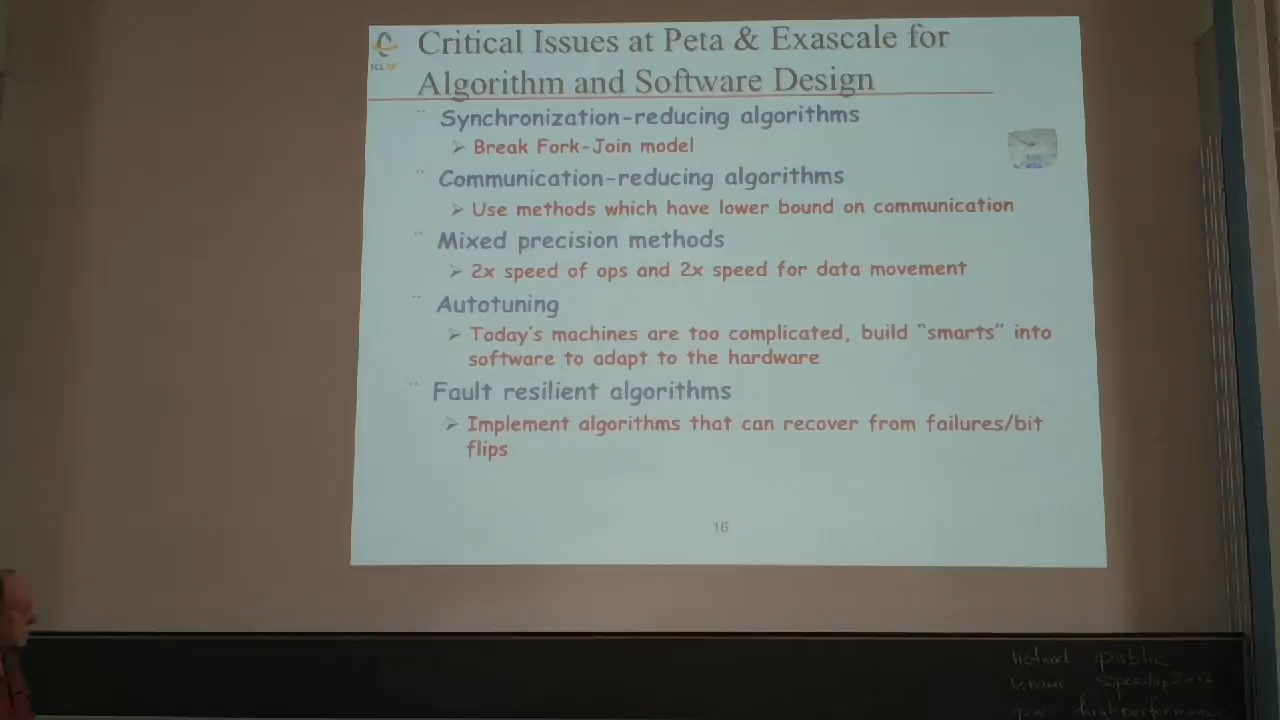 Critical Issues at Peta & Exascale for
Algorithm and Software Design
ICL
Synchronization-reducing algorithms
Break Fork-Join model
Communication-reducing algorithms
Use methods which have lower bound on communication
Mixed precision methods
2x speed of ops and 2x speed for data movement
Autotuning
Today's machines are too complicated, build "smarts" into
software to adapt to the hardware
Fault resilient algorithms
Implement algorithms that can recover from failures/bit
flips
16
network public